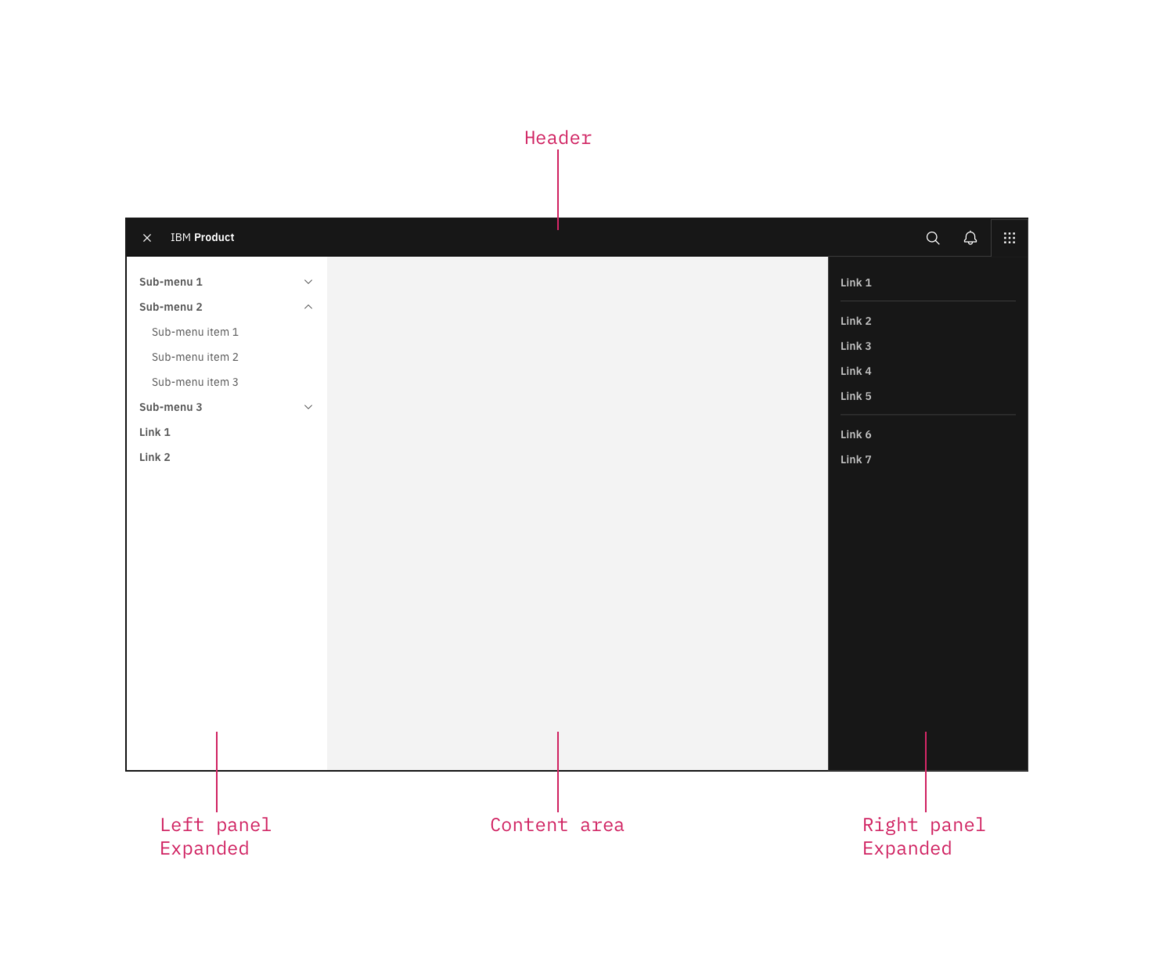 Header
IBM Product
Sub-menu 1
Sub-menu 2
Sub-menu item 1
Sub-menu item 2
Sub-menu item 3
Sub-menu 3
Link 1
Link 2
Link 1
Link 2
Link 3
Link 4
Link 5
Link 6
Link 7
Left panel
Expanded
Content area
Right panel
Expanded